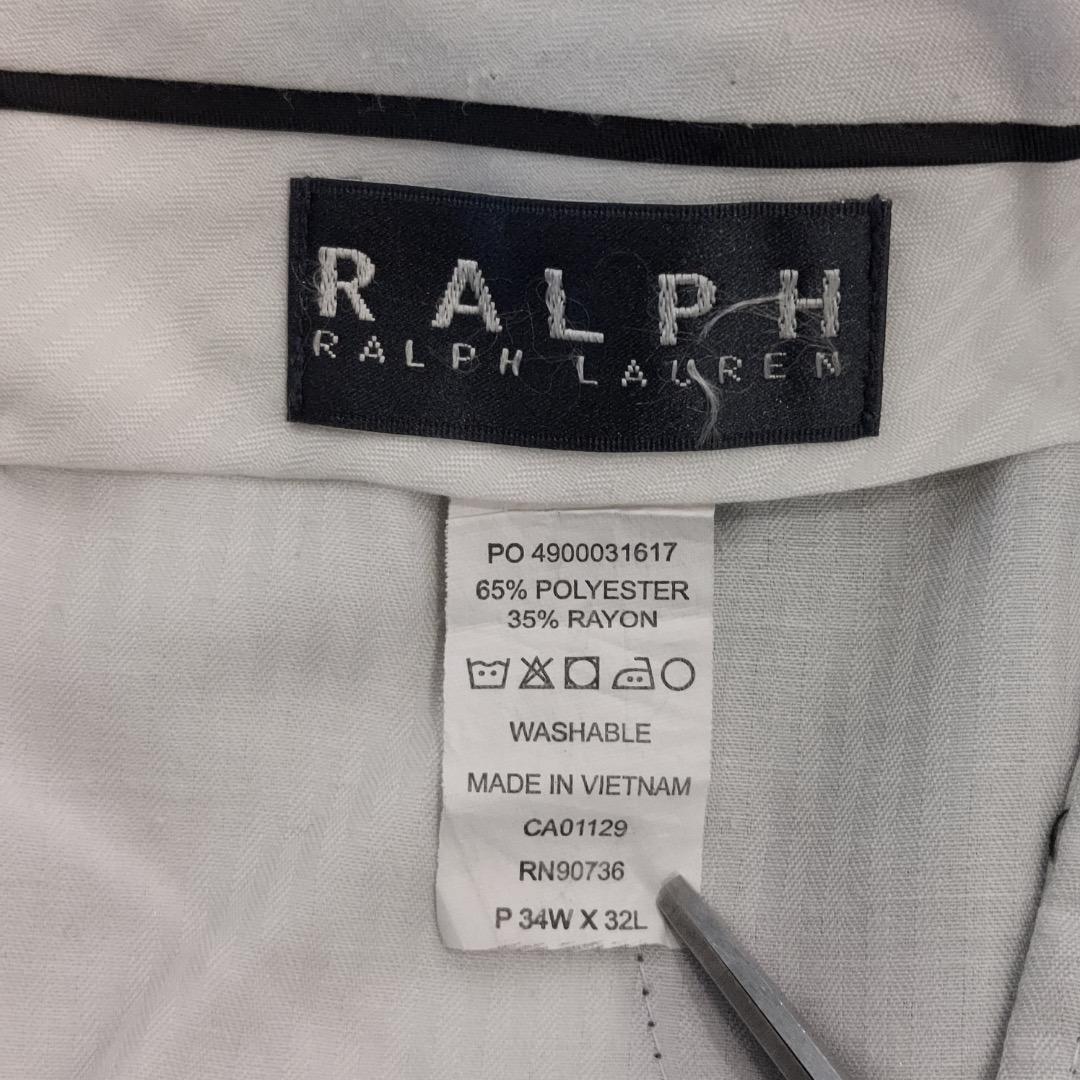 RALPH
RALPH LAUREN
PO 4900031617
65% POLYESTER
35% RAYON
WASHABLE
MADE IN VIETNAM
CA01129
RN90736
P 34W X 32L